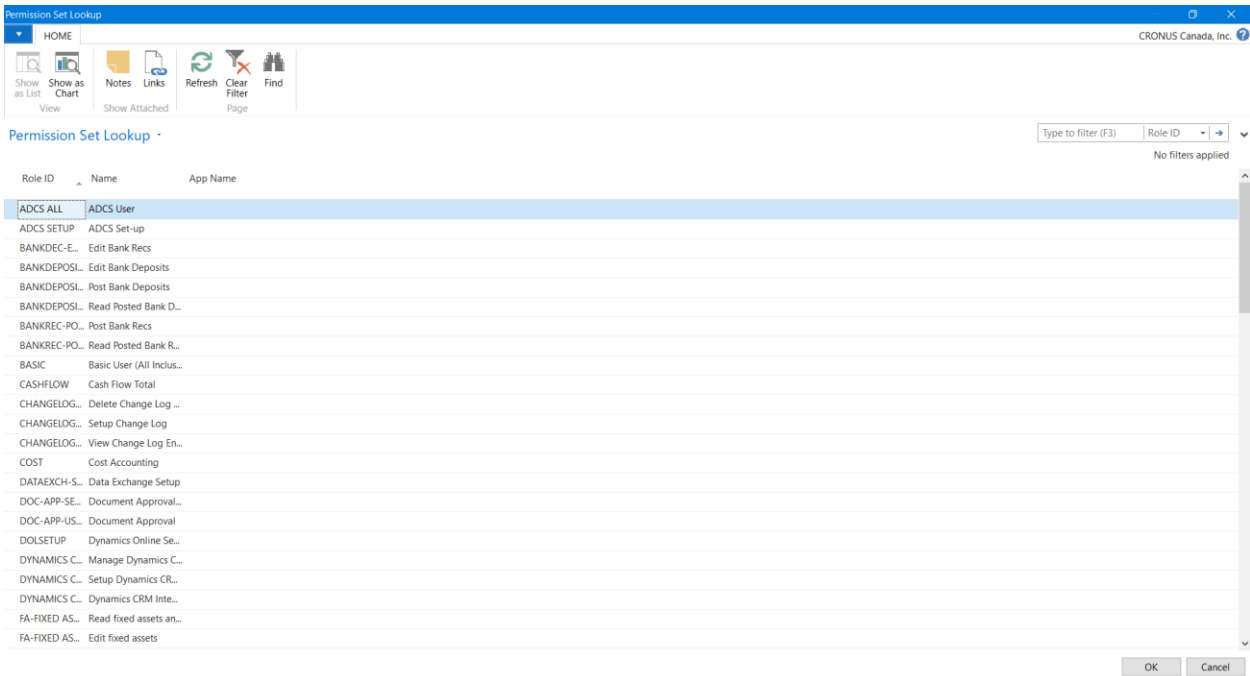 Permission Set Lookup
HOME
CRONUS Canada, Inc.
Show as List
Show as Chart
Notes
Links
Refresh
Clear Filter
Find
View
Show Attached
Page
Permission Set Lookup
Type to filter (F3)
Role ID
No filters applied
Role ID Name App Name
ADCS ALL ADCS User
ADCS SETUP ADCS Set-up
BANKDEC-E... Edit Bank Recs
BANKDEPOSI... Edit Bank Deposits
BANKDEPOSI... Post Bank Deposits
BANKDEPOSI... Read Posted Bank D...
BANKREC-PO... Post Bank Recs
BANKREC-PO... Read Posted Bank R...
BASIC Basic User (All Inclus...
CASHFLOW Cash Flow Total
CHANGELOG... Delete Change Log ...
CHANGELOG... Setup Change Log
CHANGELOG... View Change Log En...
COST Cost Accounting
DATAEXCH-S... Data Exchange Setup
DOC-APP-SE... Document Approval...
DOC-APP-US... Document Approval
DOLSETUP Dynamics Online Se...
DYNAMICS C... Manage Dynamics C...
DYNAMICS C... Setup Dynamics CR...
DYNAMICS C... Dynamics CRM Inte...
FA-FIXED AS... Read fixed assets an...
FA-FIXED AS... Edit fixed assets
OK
Cancel